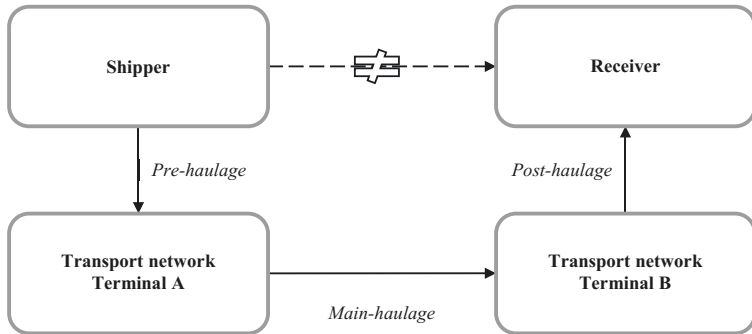 Shipper
Receiver
Pre-haulage
Post-haulage
Transport network
Terminal A
Transport network
Terminal B
Main-haulage